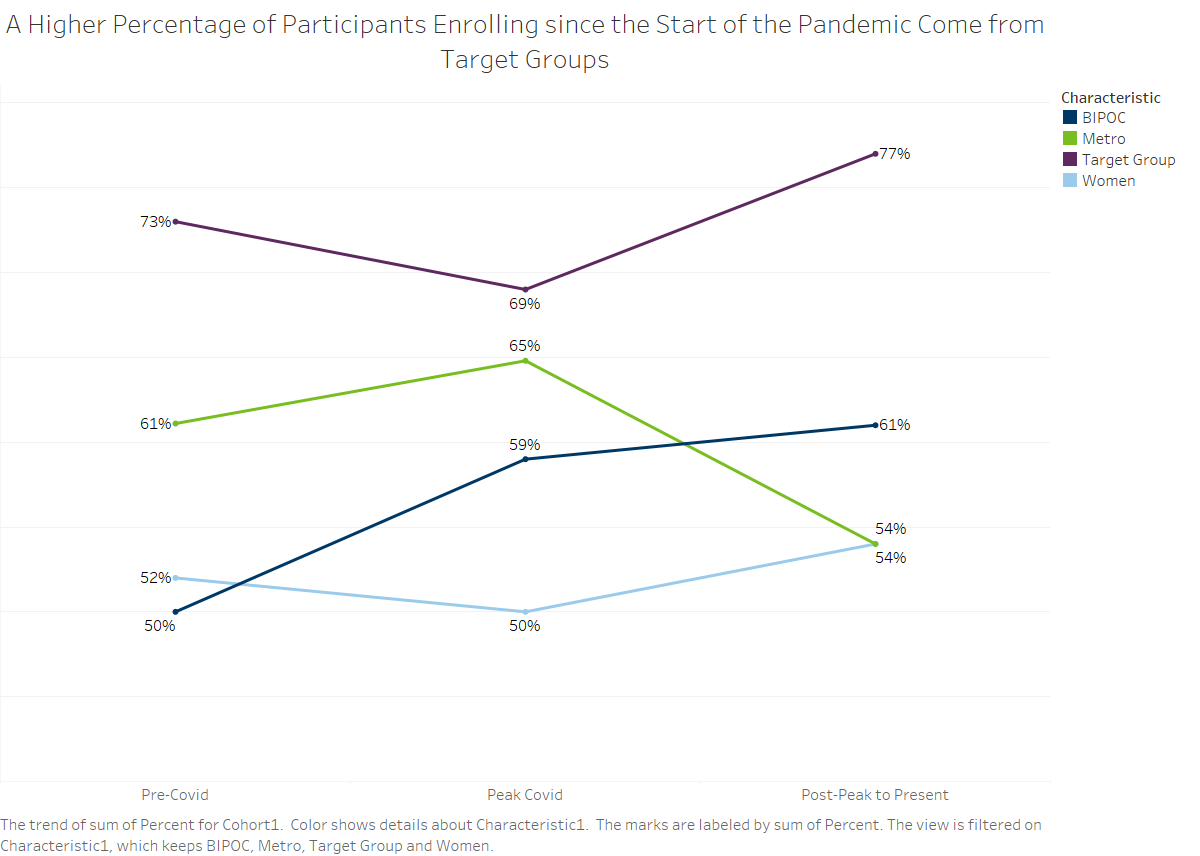 A Higher Percentage of Participants Enrolling since the Start of the Pandemic Come from
Target Groups
Characteristic
BIPOC
Metro
Target Group
Women
77%
73%
69%
65%
61%
61%
59%
54%
54%
52%
50%
50%
Pre-Covid
Peak Covid
Post-Peak to Present
The trend of sum of Percent for Cohort1.  Color shows details about Characteristic1.  The marks are labeled by sum of Percent. The view is filtered on
Characteristic1, which keeps BIPOC, Metro, Target Group and Women.